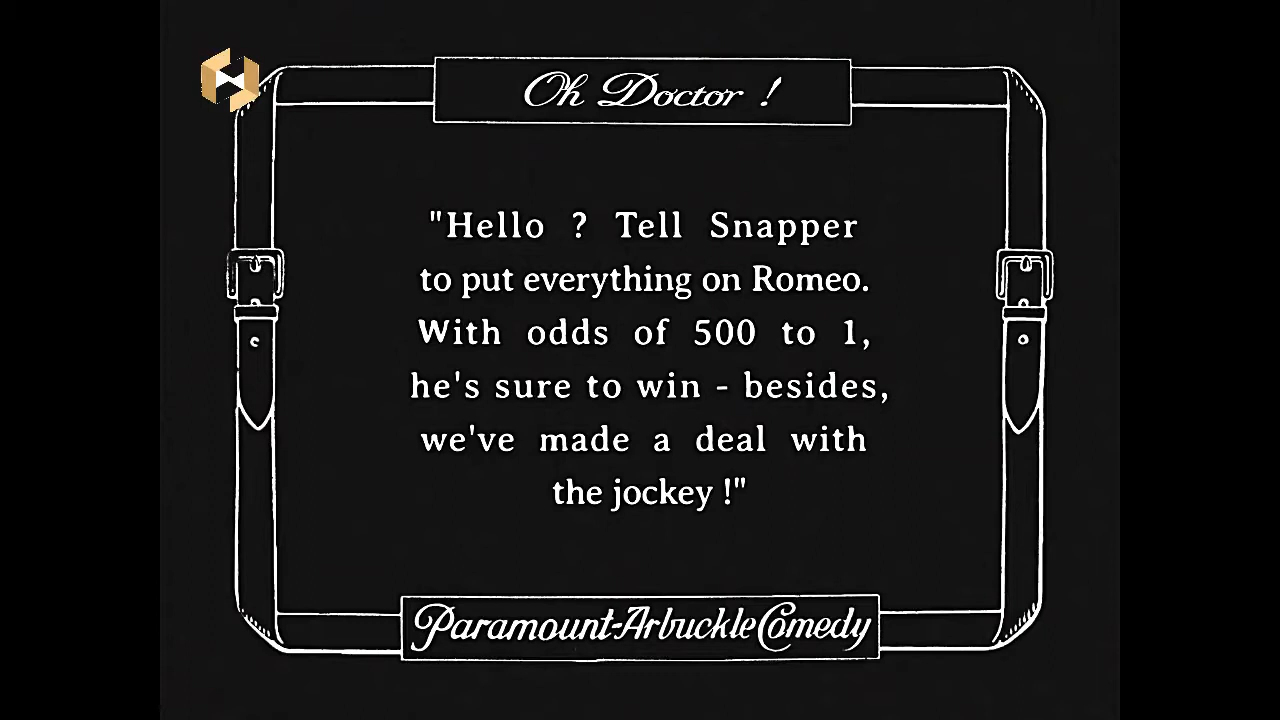 Oh Doctor !
"Hello ? Tell Snapper
to put everything on Romeo.
With odds of 500 to 1,
he's sure to win - besides,
we've made a deal with
the jockey !"
Paramount-Arbuckle Comedy